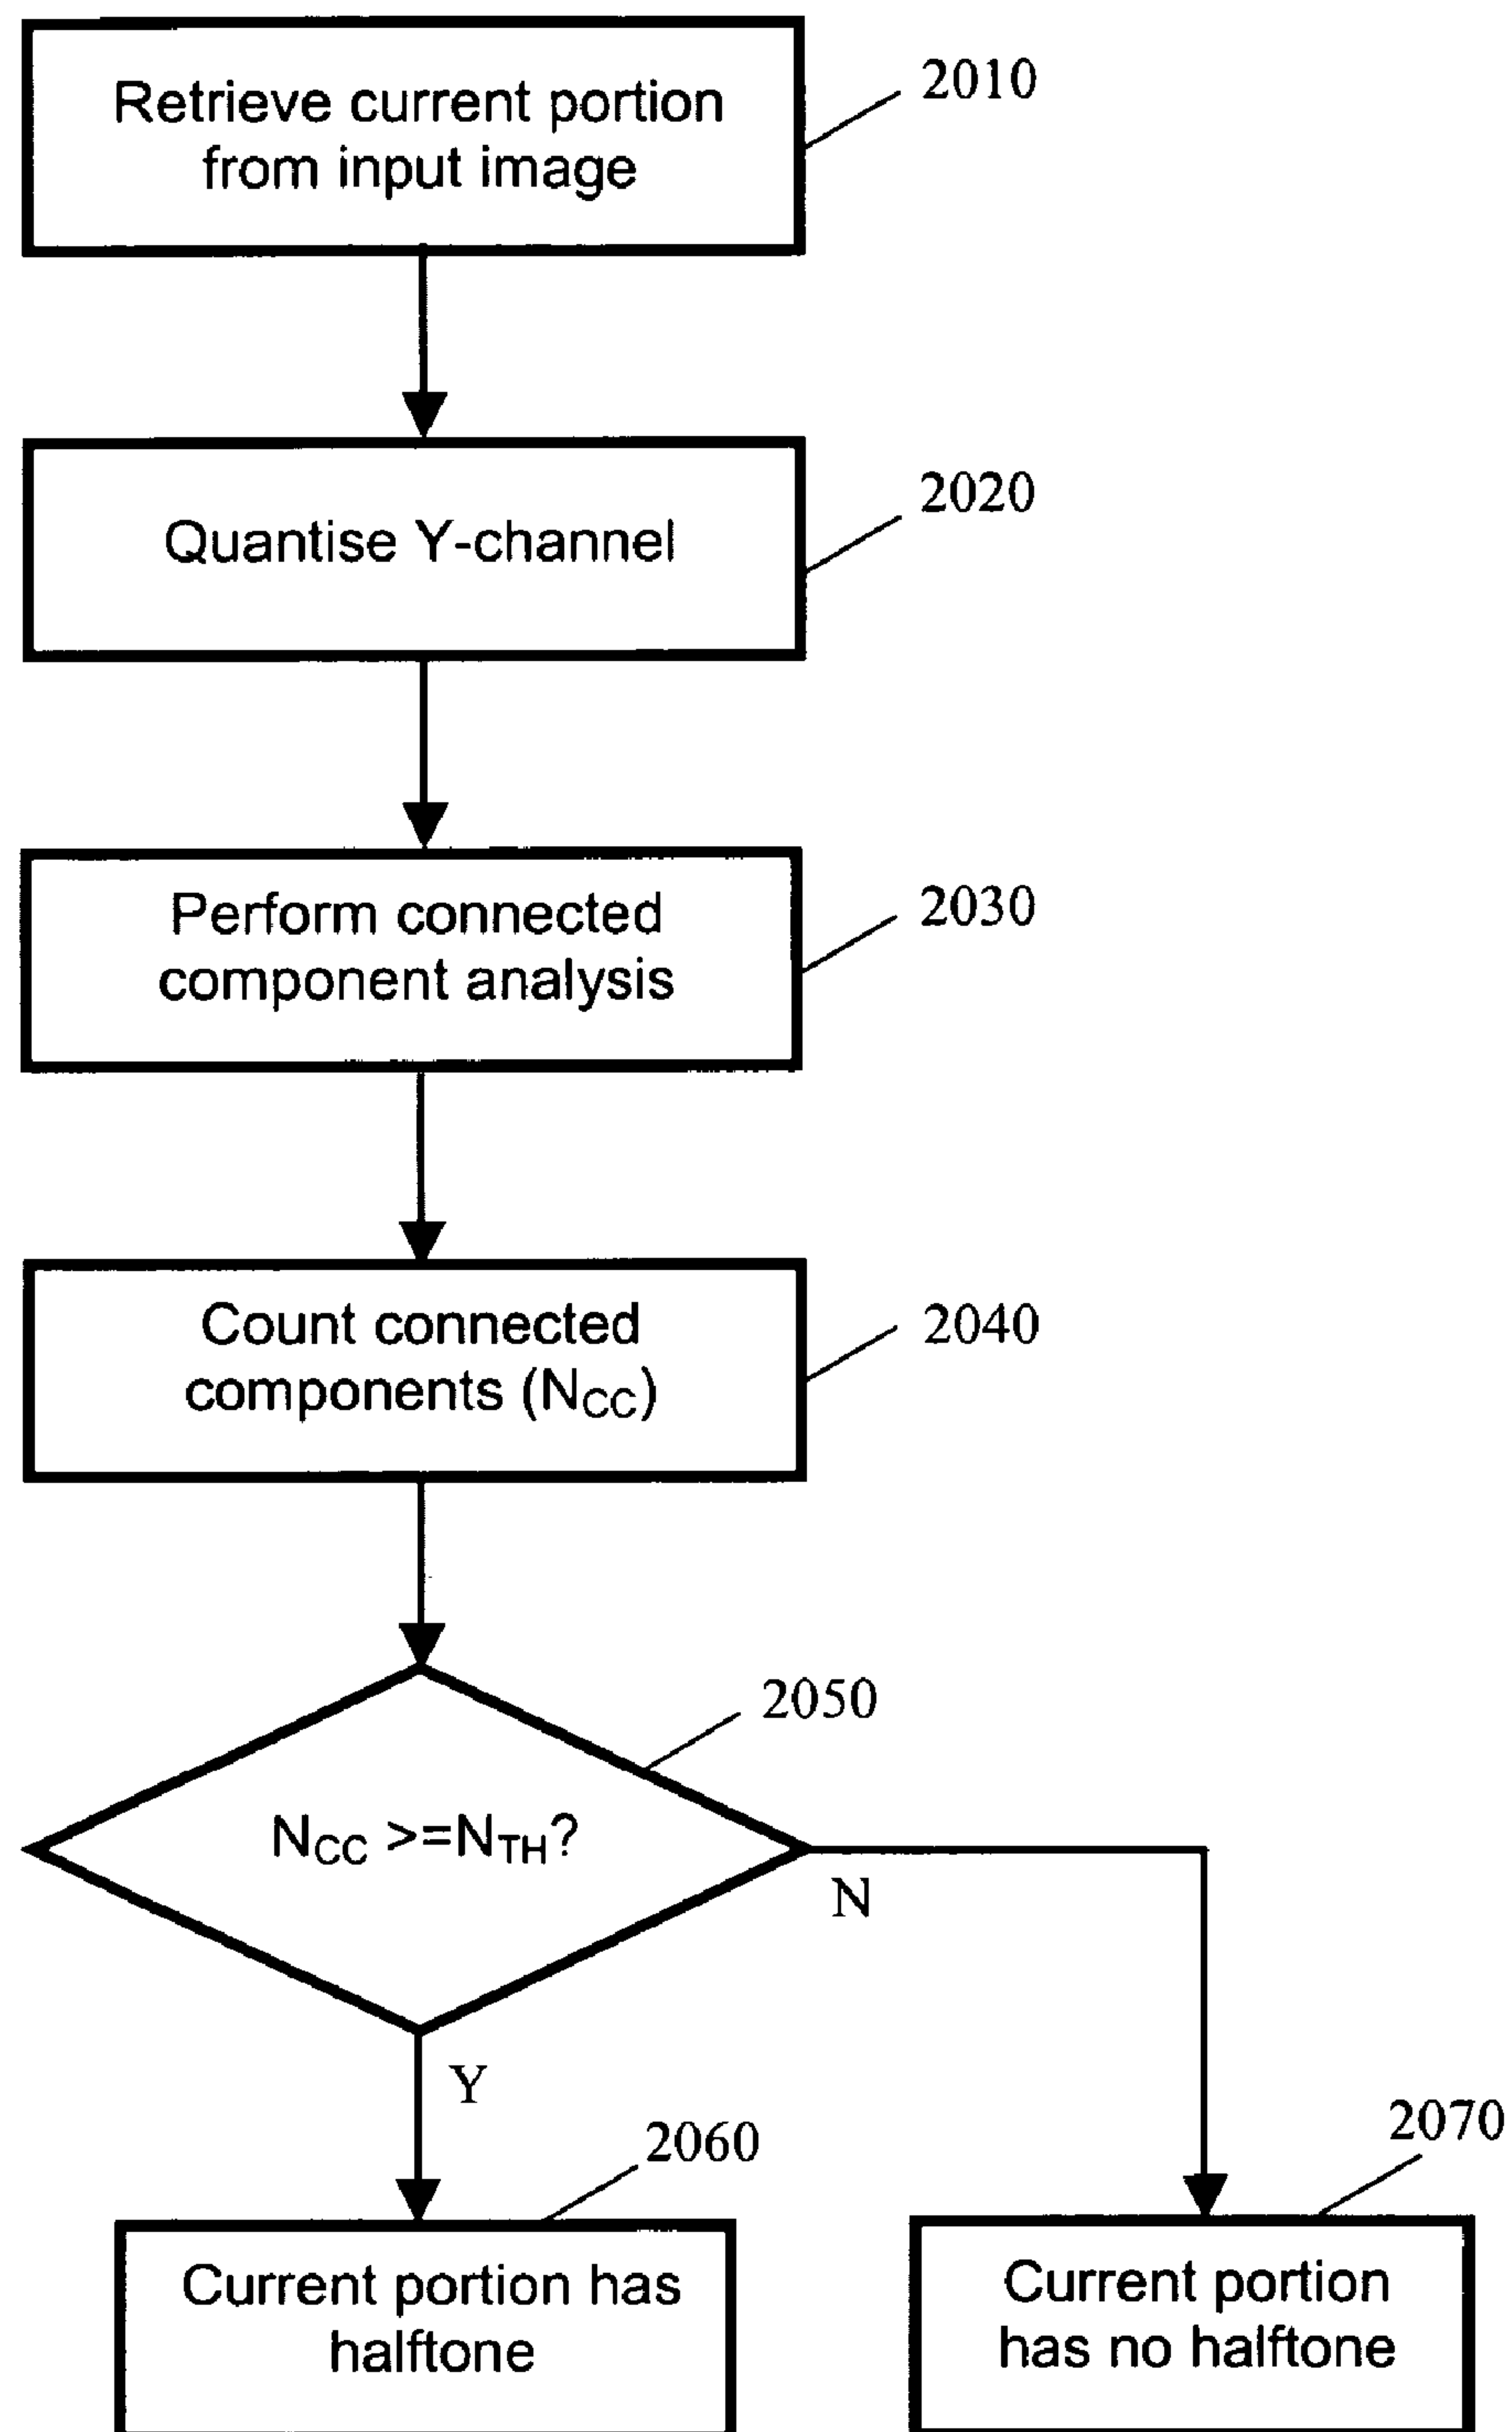 Retrieve current portion
from input image
2010
Quantise Y-channel
2020
Perform connected
component analysis
2030
Count connected
components (NCC)
2040
2050
NCC >=NTH?
N
Y
2060
2070
Current portion has
halftone
Current portion
has no halftone